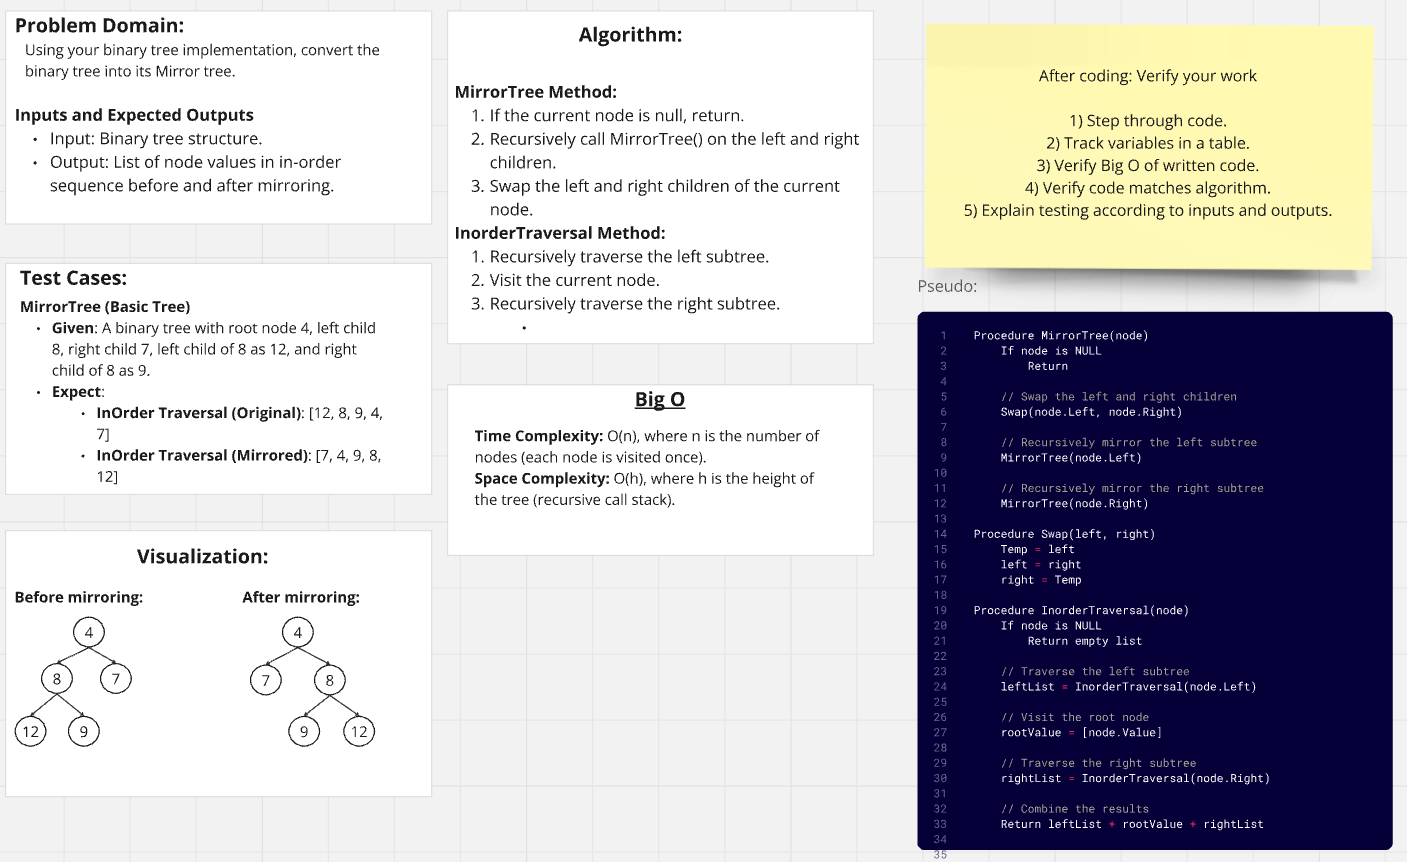 Problem Domain:
Using your binary tree implementation, convert the
binary tree into its Mirror tree.
Inputs and Expected Outputs
• Input: Binary tree structure.
• Output: List of node values in in-order
sequence before and after mirroring.
Test Cases:
MirrorTree (Basic Tree)
• Given: A binary tree with root node 4, left child
8, right child 7, left child of 8 as 12, and right
child of 8 as 9.
• Expect:
• InOrder Traversal (Original): [12, 8, 9, 4,
7]
• InOrder Traversal (Mirrored): [7, 4, 9, 8,
12]
Visualization:
Before mirroring:
4
8 7
12 9
After mirroring:
4
7 8
9 12
Algorithm:
MirrorTree Method:
1. If the current node is null, return.
2. Recursively call MirrorTree() on the left and right
children.
3. Swap the left and right children of the current
node.
InorderTraversal Method:
1. Recursively traverse the left subtree.
2. Visit the current node.
3. Recursively traverse the right subtree.
•
Big O
Time Complexity: O(n), where n is the number of
nodes (each node is visited once).
Space Complexity: O(h), where h is the height of
the tree (recursive call stack).
After coding: Verify your work
1) Step through code.
2) Track variables in a table.
3) Verify Big O of written code.
4) Verify code matches algorithm.
5) Explain testing according to inputs and outputs.
Pseudo:
1 Procedure MirrorTree(node)
2 If node is NULL
3 Return
4
5 // Swap the left and right children
6 Swap(node.Left, node.Right)
7
8 // Recursively mirror the left subtree
9 MirrorTree(node.Left)
10
11 // Recursively mirror the right subtree
12 MirrorTree(node.Right)
13
14 Procedure Swap(left, right)
15 Temp = left
16 left = right
17 right = Temp
18
19 Procedure InorderTraversal(node)
20 If node is NULL
21 Return empty list
22
23 // Traverse the left subtree
24 leftList = InorderTraversal(node.Left)
25
26 // Visit the root node
27 rootValue = [node.Value]
28
29 // Traverse the right subtree
30 rightList = InorderTraversal(node.Right)
31
32 // Combine the results
33 Return leftList + rootValue + rightList
34
35